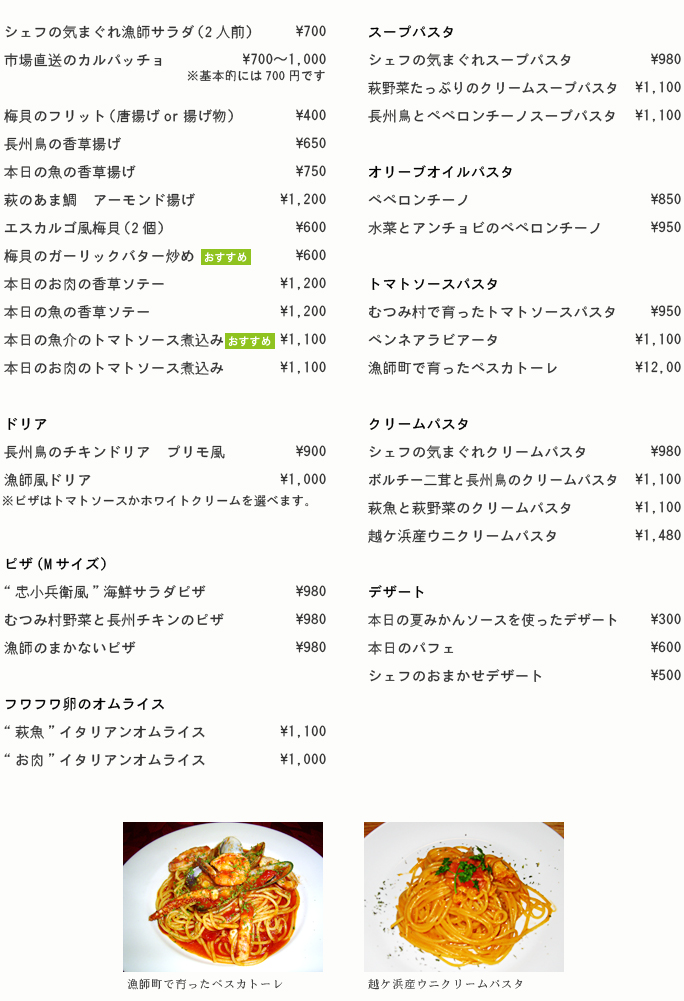 シェフの気まぐれ漁師サラダ(2人前) ¥700
市場直送のカルパッチョ ¥700〜1,000
※基本的には700円です
梅貝のフリット(唐揚げ or 揚げ物) ¥400
長州鳥の香草揚げ ¥650
本日の魚の香草揚げ ¥750
萩のあま鯛 アーモンド揚げ ¥1,200
エスカルゴ風梅貝(2個) ¥600
梅貝のガーリックバター炒め おすすめ ¥600
本日のお肉の香草ソテー ¥1,200
本日の魚の香草ソテー ¥1,200
本日の魚介のトマトソース煮込み おすすめ ¥1,100
本日のお肉のトマトソース煮込み ¥1,100
ドリア
長州鳥のチキンドリア プリモ風 ¥900
漁師風ドリア ¥1,000
※ピザはトマトソースかホワイトクリームを選べます。
ピザ(Mサイズ)
“忠小兵衛風”海鮮サラダピザ ¥980
むつみ村野菜と長州チキンのピザ ¥980
漁師のまかないピザ ¥980
フワフワ卵のオムライス
“萩魚”イタリアンオムライス ¥1,100
“お肉”イタリアンオムライス ¥1,000
スープパスタ
シェフの気まぐれスープパスタ ¥980
萩野菜たっぷりのクリームスープパスタ ¥1,100
長州鳥とペペロンチーノスープパスタ ¥1,100
オリーブオイルパスタ
ペペロンチーノ ¥850
水菜とアンチョビのペペロンチーノ ¥950
トマトソースパスタ
むつみ村で育ったトマトソースパスタ ¥950
ペンネアラビアータ ¥1,100
漁師町で育ったペスカトーレ ¥12,00
クリームパスタ
シェフの気まぐれクリームパスタ ¥980
ポルチーニ茸と長州鳥のクリームパスタ ¥1,100
萩魚と萩野菜のクリームパスタ ¥1,100
越ケ浜産ウニクリームパスタ ¥1,480
デザート
本日の夏みかんソースを使ったデザート ¥300
本日のパフェ ¥600
シェフのおまかせデザート ¥500
漁師町で育ったペスカトーレ
越ケ浜産ウニクリームパスタ